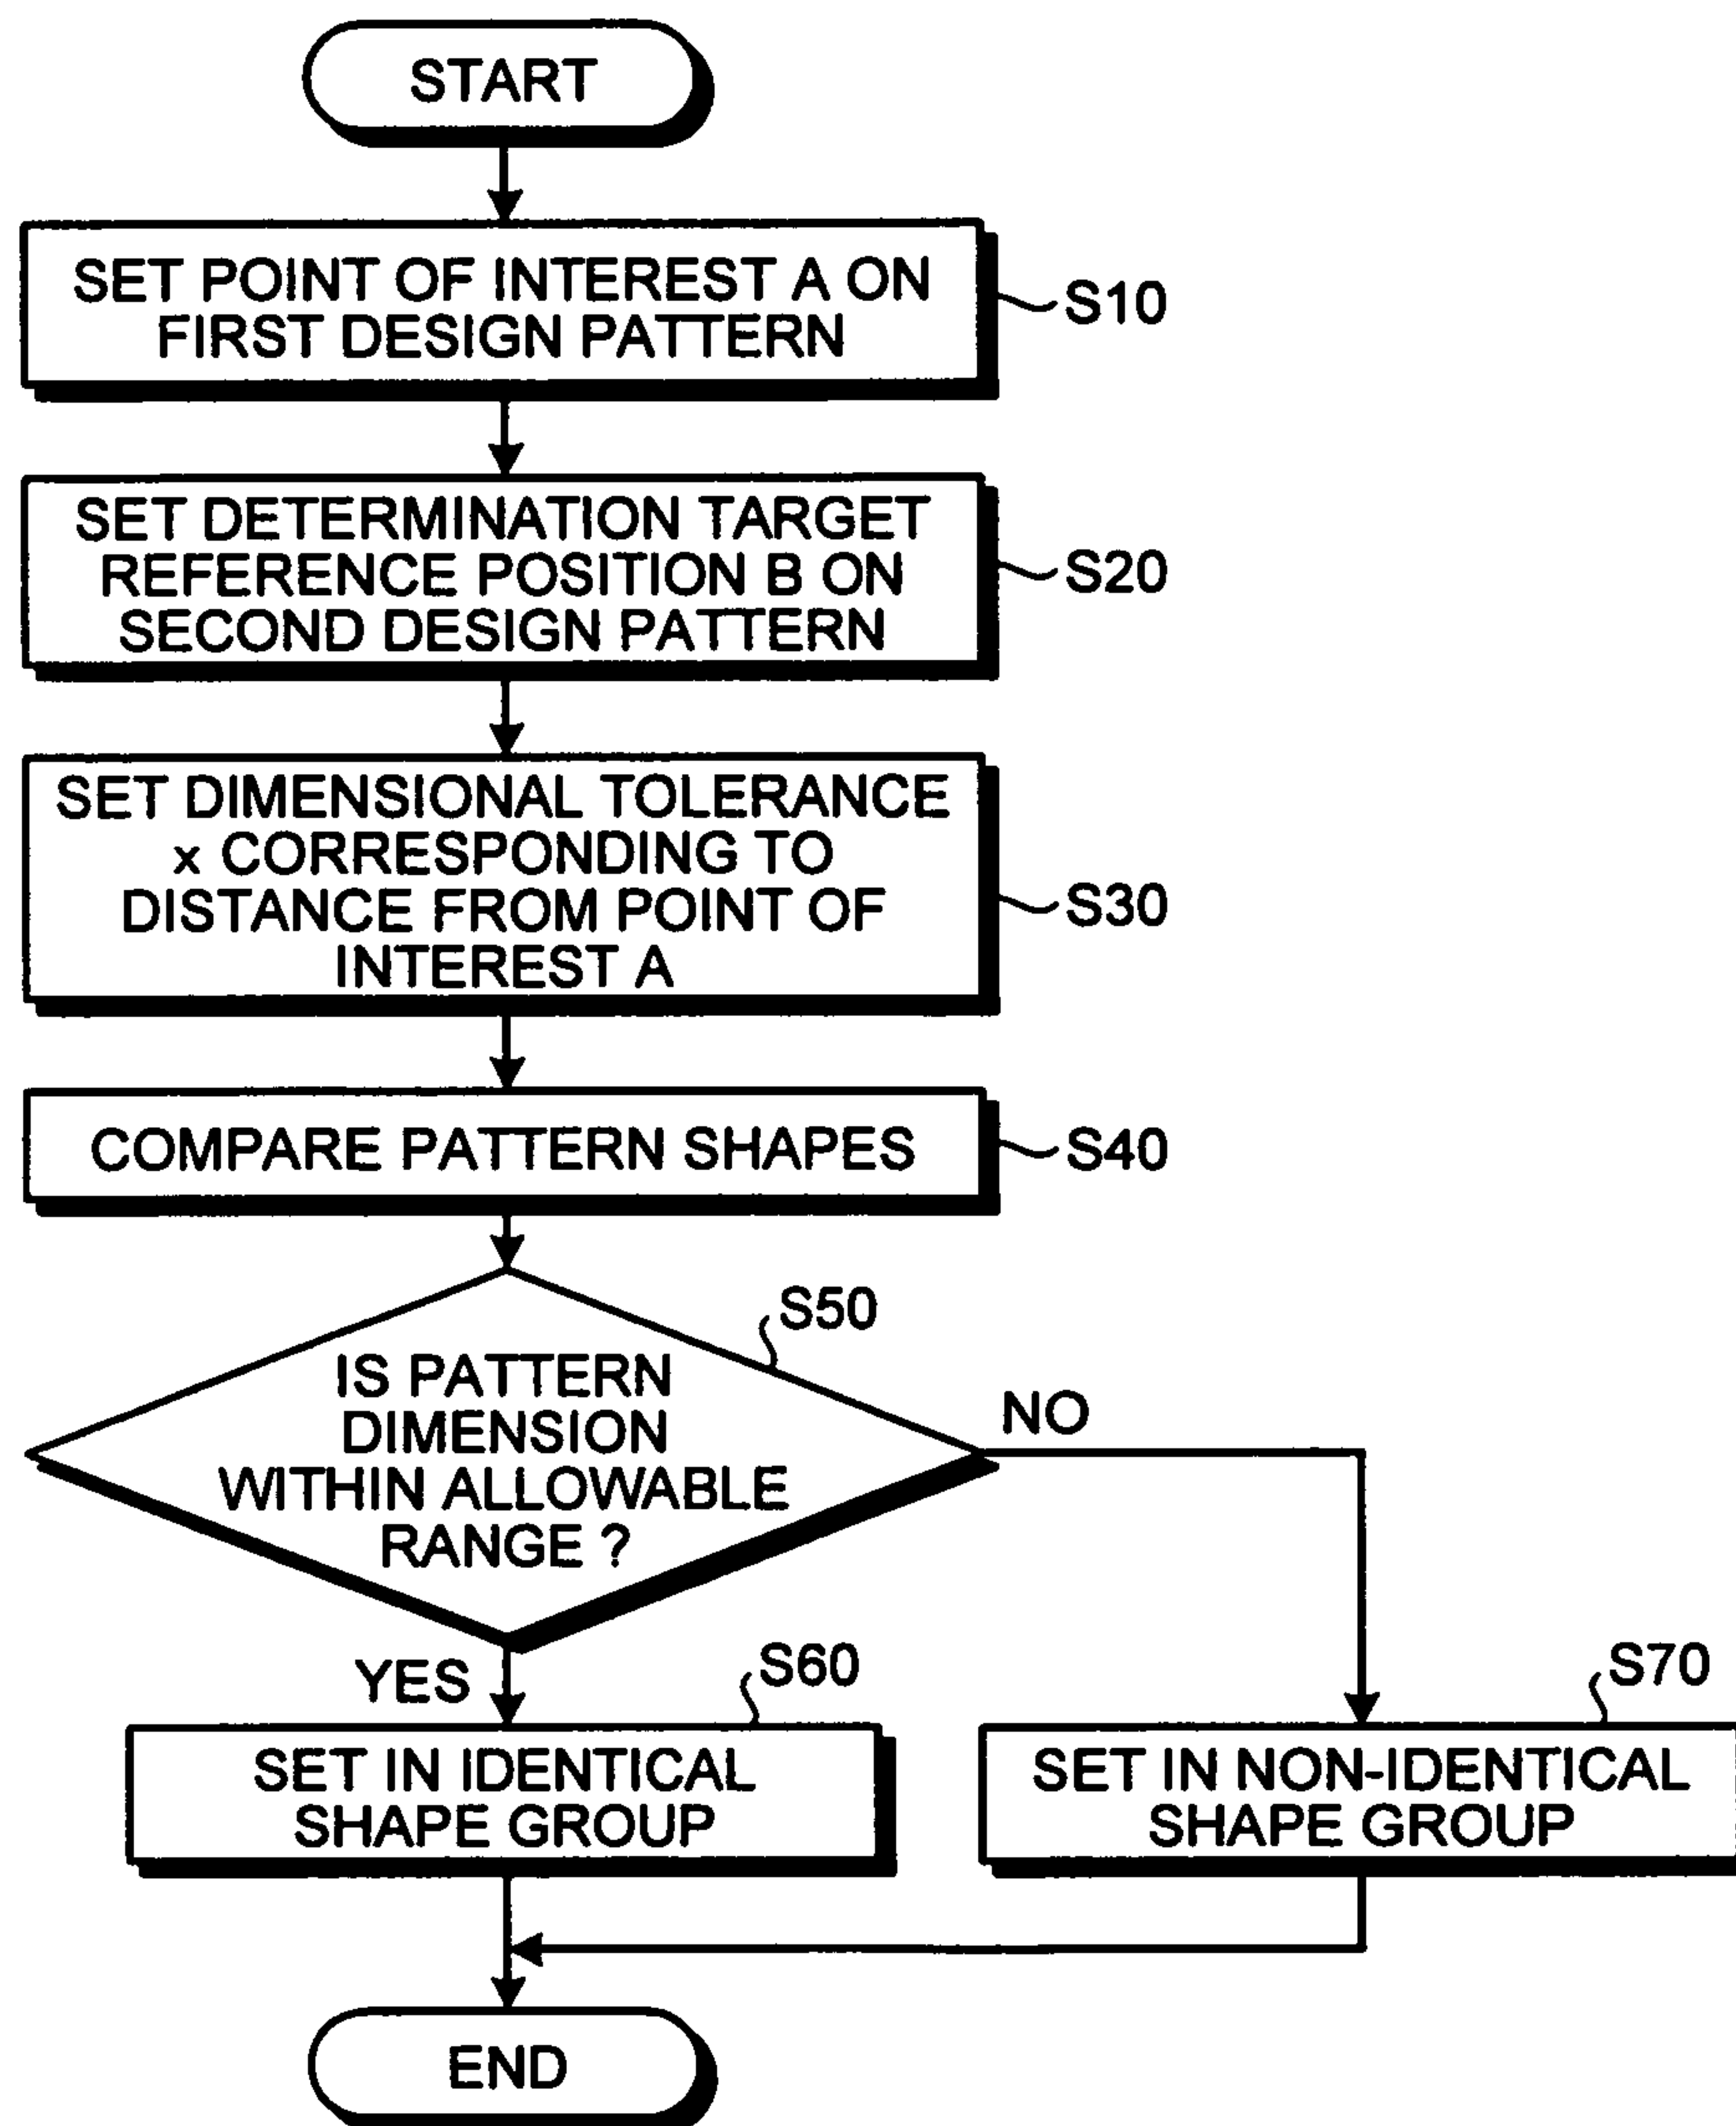 START
SET POINT OF INTEREST A ON
FIRST DESIGN PATTERN
S10
SET DETERMINATION TARGET
REFERENCE POSITION B ON
SECOND DESIGN PATTERN
S20
SET DIMENSIONAL TOLERANCE
x CORRESPONDING TO
DISTANCE FROM POINT OF
INTEREST A
S30
COMPARE PATTERN SHAPES
S40
S50
IS PATTERN
DIMENSION
WITHIN ALLOWABLE
RANGE ?
NO
YES
S60
SET IN IDENTICAL
SHAPE GROUP
S70
SET IN NON-IDENTICAL
SHAPE GROUP
END